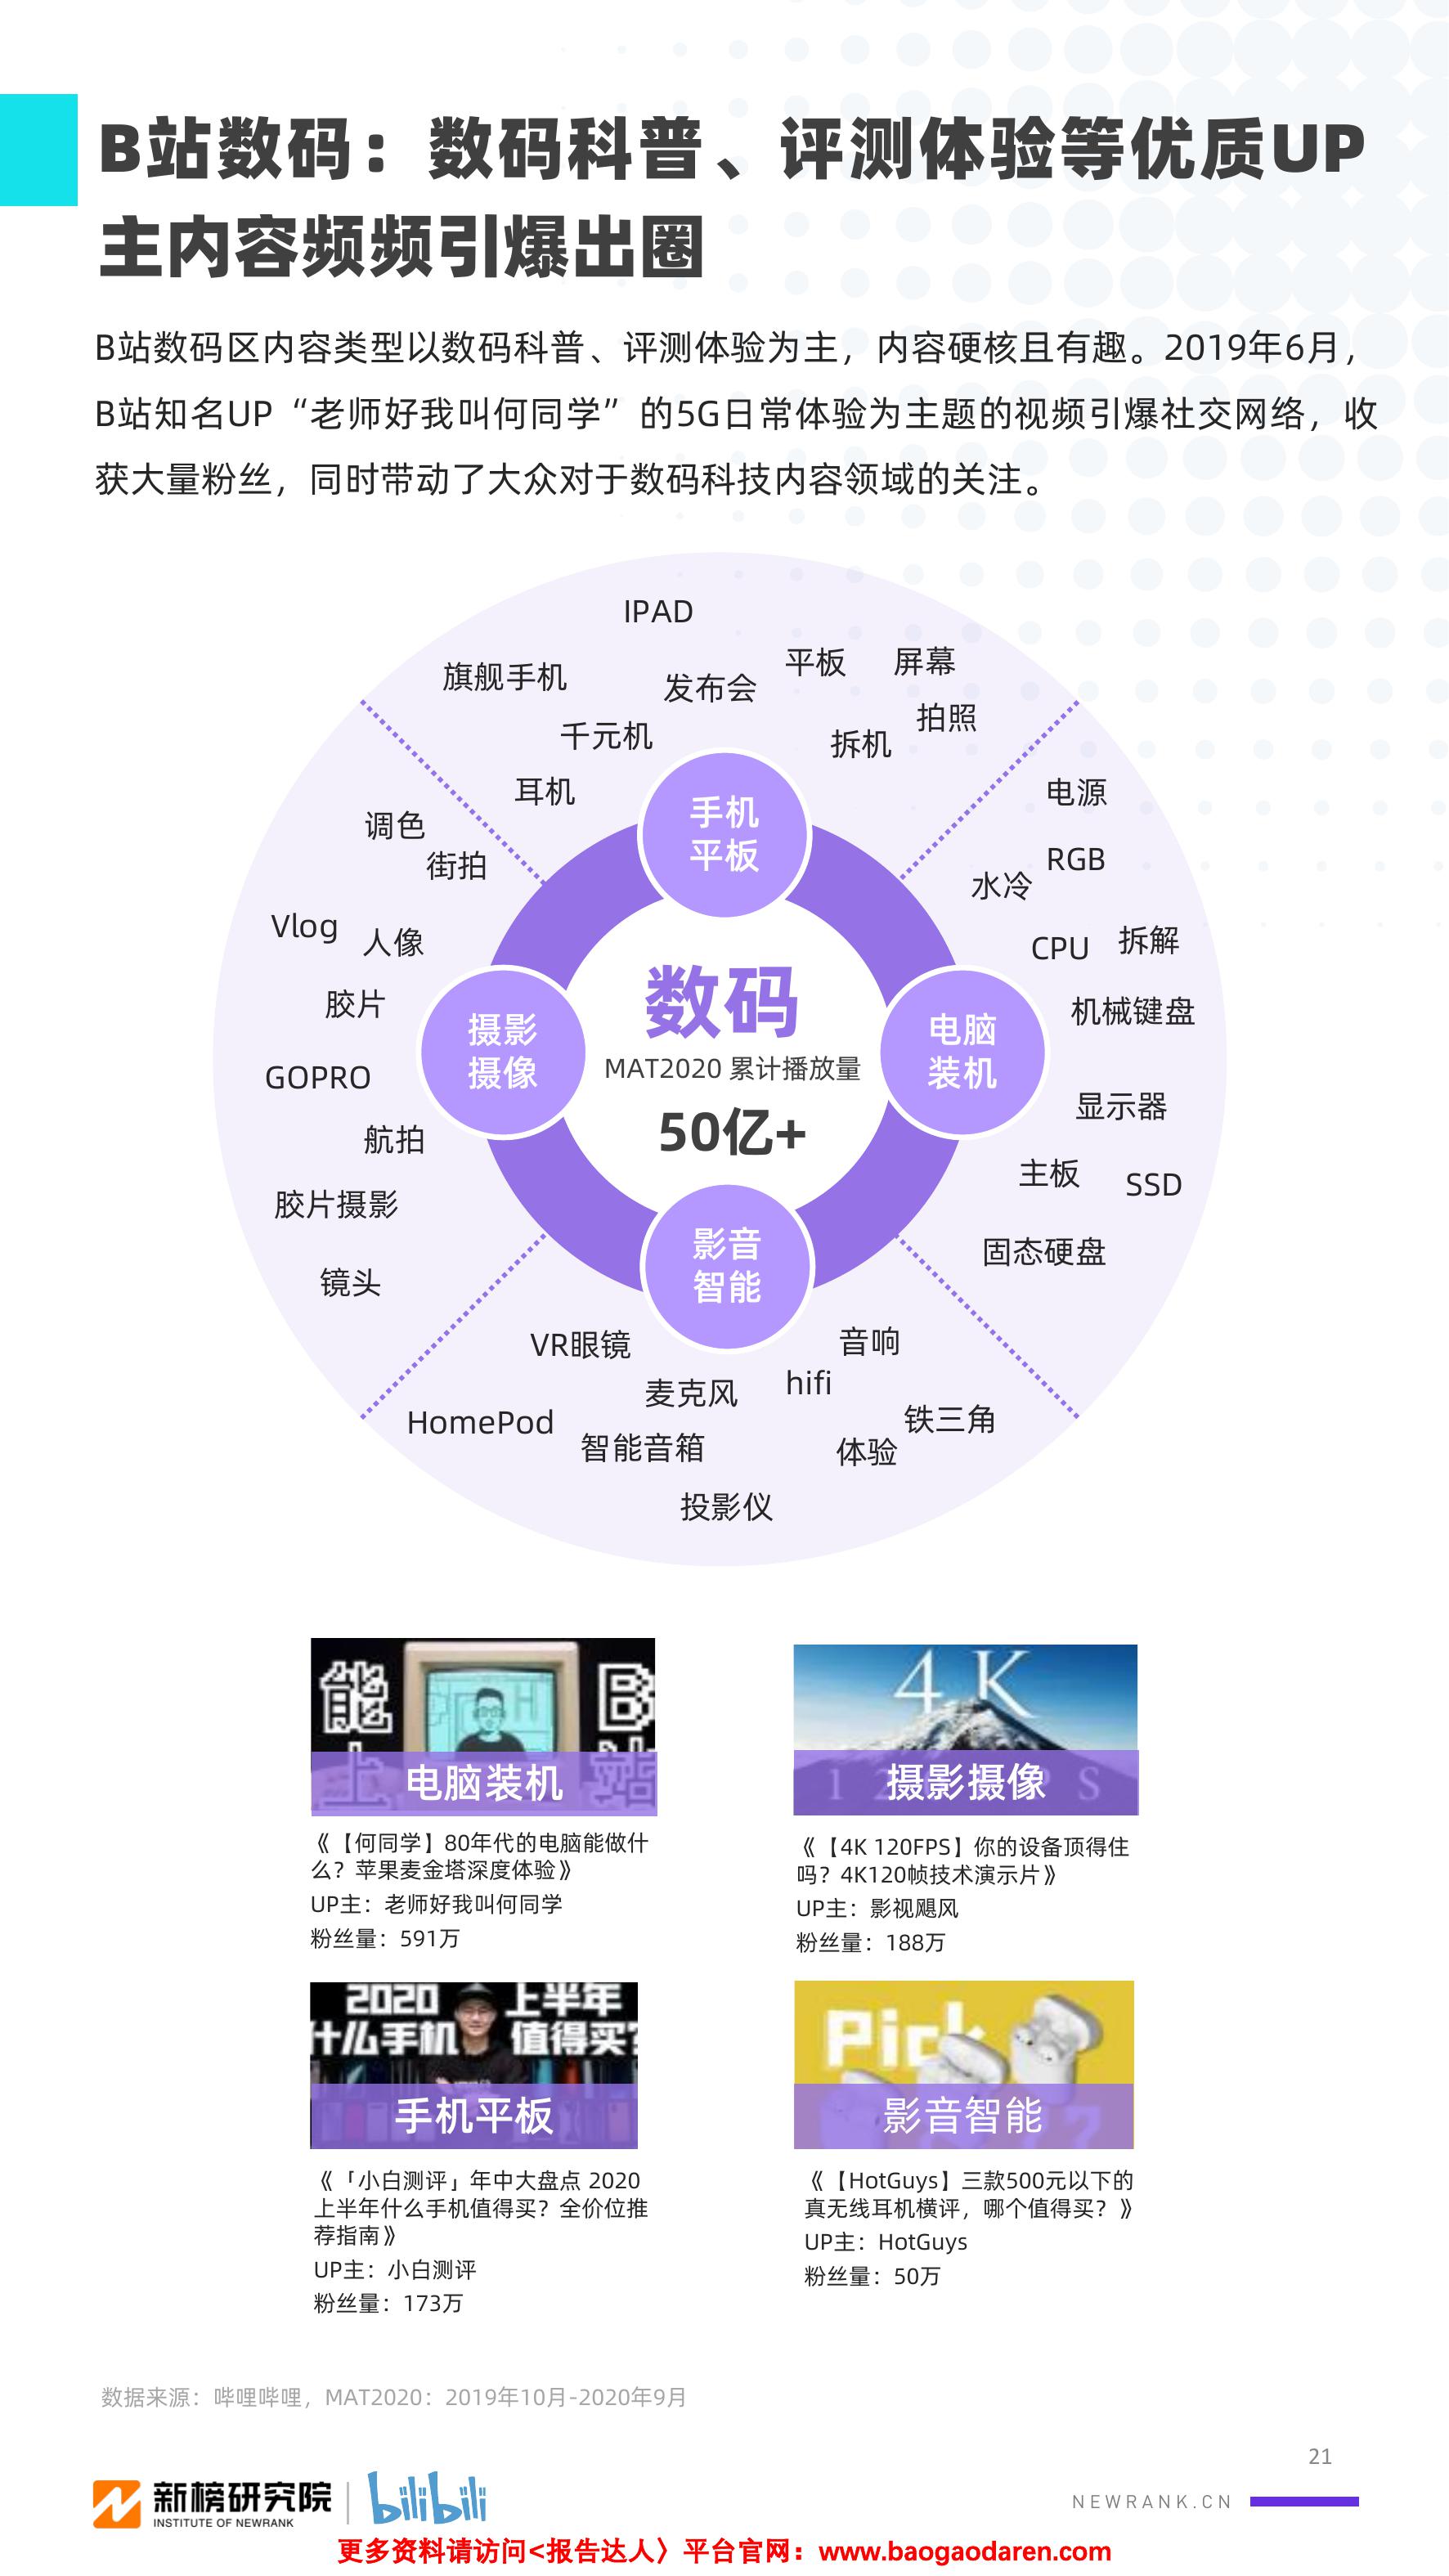 B站数码：数码科普、评测体验等优质UP
主内容频频引爆出圈
B站数码区内容类型以数码科普、评测体验为主，内容硬核且有趣。2019年6月，
B站知名UP“老师好我叫何同学”的5G日常体验为主题的视频引爆社交网络，收
获大量粉丝，同时带动了大众对于数码科技内容领域的关注。
IPAD
旗舰手机
发布会
平板
屏幕
千元机
拆机
拍照
耳机
手机
平板
电源
RGB
水冷
CPU
拆解
机械键盘
显示器
主板
SSD
固态硬盘
电脑
装机
调色
街拍
Vlog
人像
胶片
GOPRO
航拍
胶片摄影
镜头
摄影
摄像
数码
MAT2020 累计播放量
50亿+
影音
智能
VR眼镜
音响
麦克风
hifi
HomePod
铁三角
智能音箱
体验
投影仪
能 B
上 站
电脑装机
《【何同学】80年代的电脑能做什
么？苹果麦金塔深度体验》
UP主：老师好我叫何同学
粉丝量：591万
4K
摄影摄像
《【4K 120FPS】你的设备顶得住
吗？4K120帧技术演示片》
UP主：影视飓风
粉丝量：188万
2020 上半年
什么手机 值得买?
手机平板
《「小白测评」年中大盘点 2020
上半年什么手机值得买？全价位推
荐指南》
UP主：小白测评
粉丝量：173万
Pick
影音智能
《【HotGuys】三款500元以下的
真无线耳机横评，哪个值得买？》
UP主：HotGuys
粉丝量：50万
数据来源：哔哩哔哩，MAT2020：2019年10月-2020年9月
21
新榜研究院
INSTITUTE OF NEWRANK
bilibili
NEWRANK.CN
更多资料请访问<报告达人〉平台官网：www.baogaodaren.com